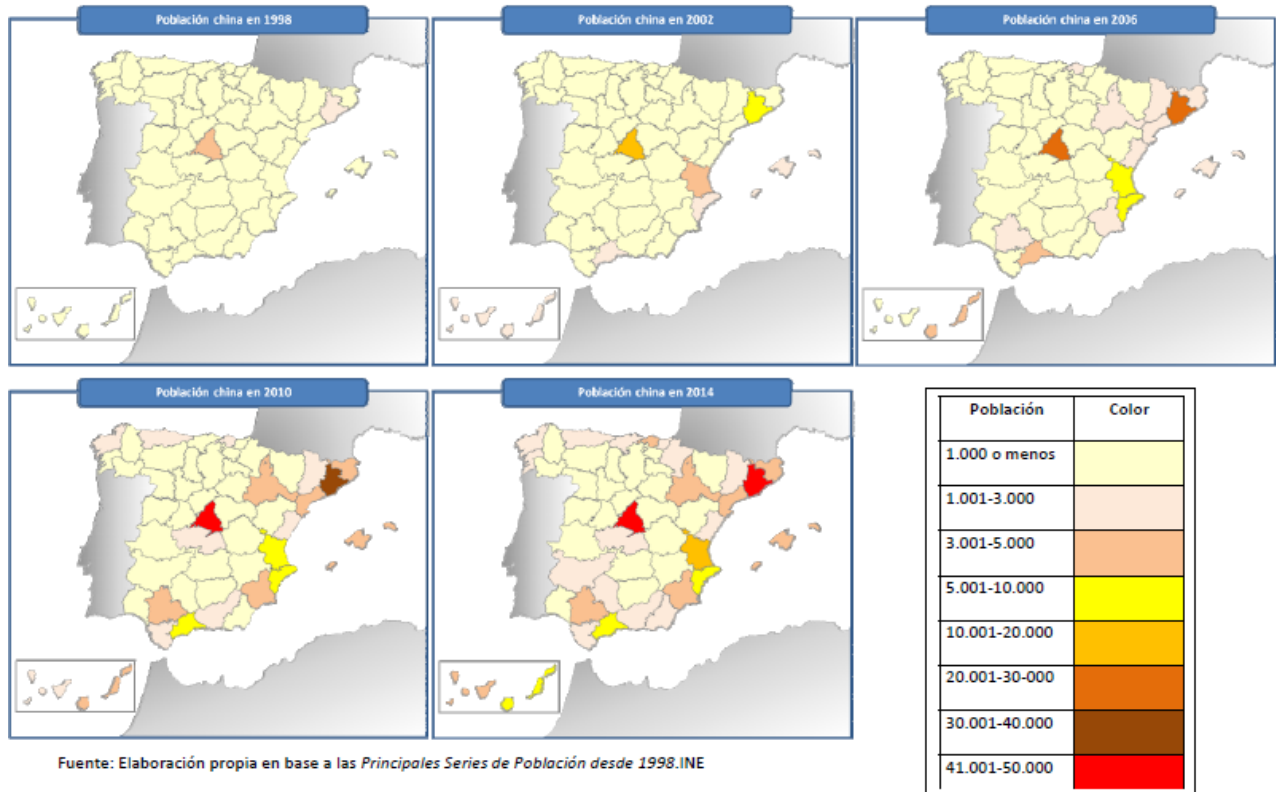 Población china en 1998
Población china en 2002
Población china en 2006
Población china en 2010
Población china en 2014
Población Color
1.000 o menos
1.001-3.000
3.001-5.000
5.001-10.000
10.001-20.000
20.001-30-000
30.001-40.000
41.001-50.000
Fuente: Elaboración propia en base a las Principales Series de Población desde 1998.INE